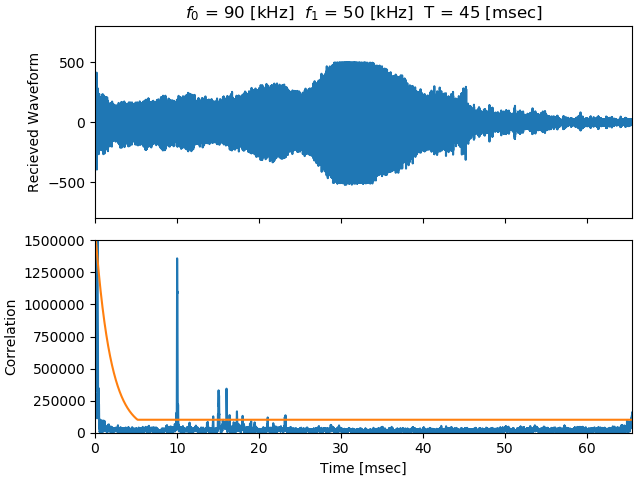 f₀ = 90 [kHz] f₁ = 50 [kHz] T = 45 [msec]
Recieved Waveform
500
0
−500
Correlation
1500000
1250000
1000000
750000
500000
250000
0
0 10 20 30 40 50 60
Time [msec]